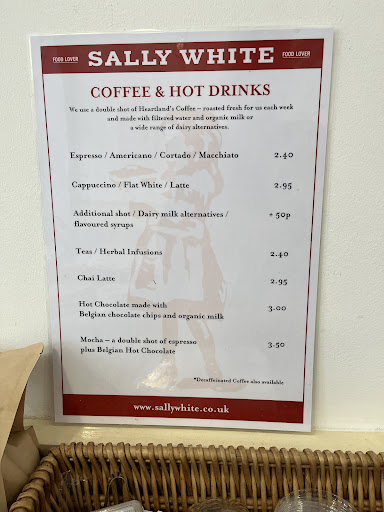 FOOD LOVER SALLY WHITE FOOD LOVER
COFFEE & HOT DRINKS
We use a double shot of Heartland's Coffee – roasted fresh for us each week
and made with filtered water and organic milk or
a wide range of dairy alternatives.
Espresso / Americano / Cortado / Macchiato 2.40
Cappuccino / Flat White / Latte 2.95
Additional shot / Dairy milk alternatives / + 50p
flavoured syrups
Teas / Herbal Infusions 2.40
Chai Latte 2.95
Hot Chocolate made with 3.00
Belgian chocolate chips and organic milk
Mocha – a double shot of espresso 3.50
plus Belgian Hot Chocolate
*Decaffeinated Coffee also available
www.sallywhite.co.uk